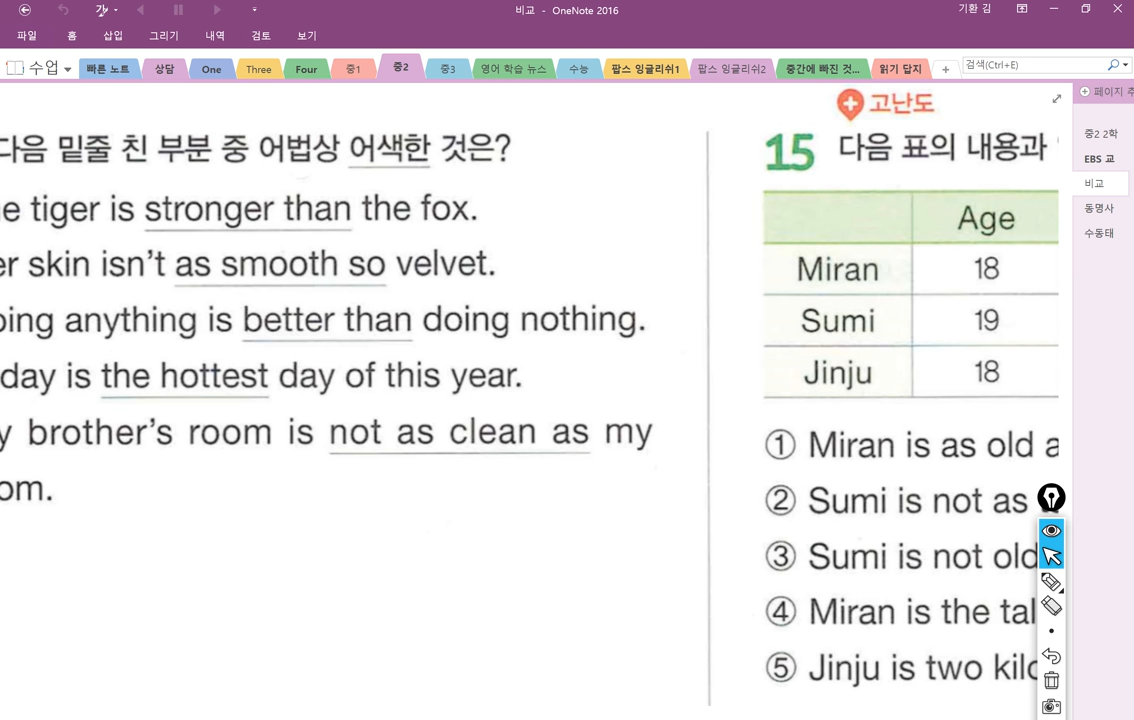 비교 - OneNote 2016
기환 김
파일 홈 삽입 그리기 내역 검토 보기
수업 빠른 노트 상담 One Three Four 중1 중2 중3 영어 학습 뉴스 수능 팝스 잉글리쉬1 팝스 잉글리쉬2 중간에 빠진 것... 읽기 답지 + 검색(Ctrl+E)
페이지 추
중2 2학
EBS 교
비교
동명사
수동태
다음 밑줄 친 부분 중 어법상 어색한 것은?
e tiger is stronger than the fox.
er skin isn't as smooth so velvet.
oing anything is better than doing nothing.
day is the hottest day of this year.
y brother's room is not as clean as my
om.
고난도
15 다음 표의 내용과
Age
Miran 18
Sumi 19
Jinju 18
① Miran is as old a
② Sumi is not as
③ Sumi is not old
④ Miran is the tal
⑤ Jinju is two kilo